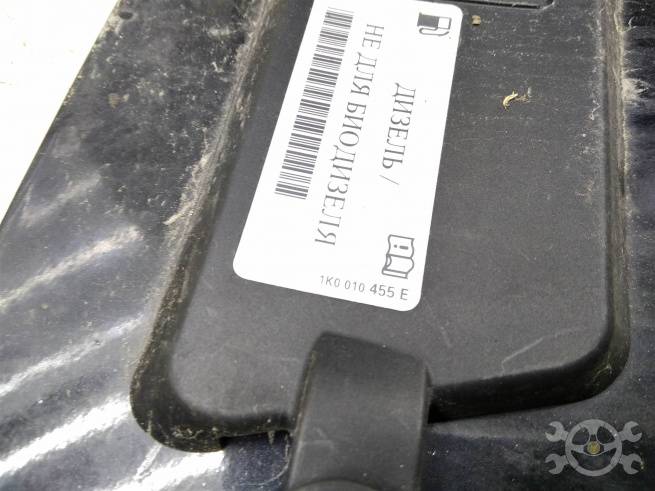 ДИЗЕЛЬ /
НЕ ДЛЯ БИОДИЗЕЛЯ
1K0 010 455 E